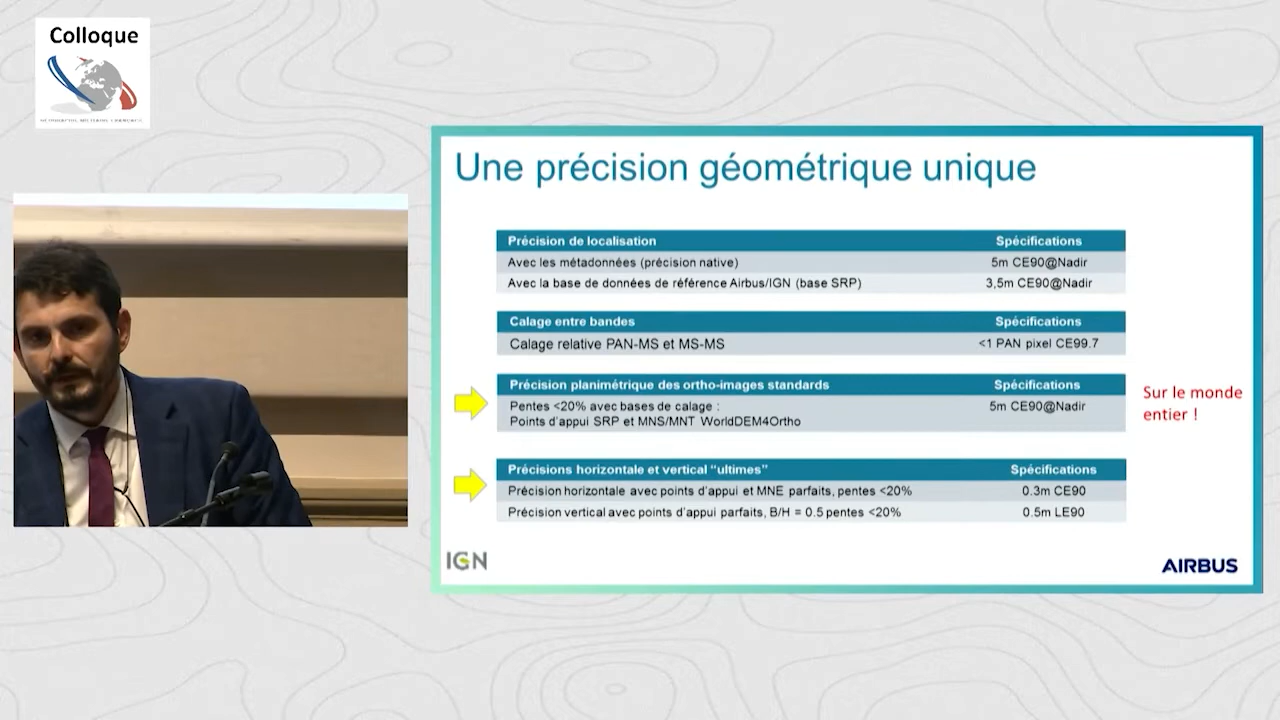 Colloque
Une précision géométrique unique
Précision de localisation Spécifications
Avec les métadonnées (précision native) 5m CE90@Nadir
Avec la base de données de référence Airbus/IGN (base SRP) 3,5m CE90@Nadir
Calage entre bandes Spécifications
Calage relative PAN-MS et MS-MS <1 PAN pixel CE99.7
Précision planimétrique des ortho-images standards Spécifications
Pentes <20% avec bases de calage : 5m CE90@Nadir
Points d'appui SRP et MNS/MNT WorldDEM4Ortho
Sur le monde
entier !
Précisions horizontale et vertical “ultimes” Spécifications
Précision horizontale avec points d'appui et MNE parfaits, pentes <20% 0.3m CE90
Précision vertical avec points d'appui parfaits, B/H = 0.5 pentes <20% 0.5m LE90
IGN
AIRBUS